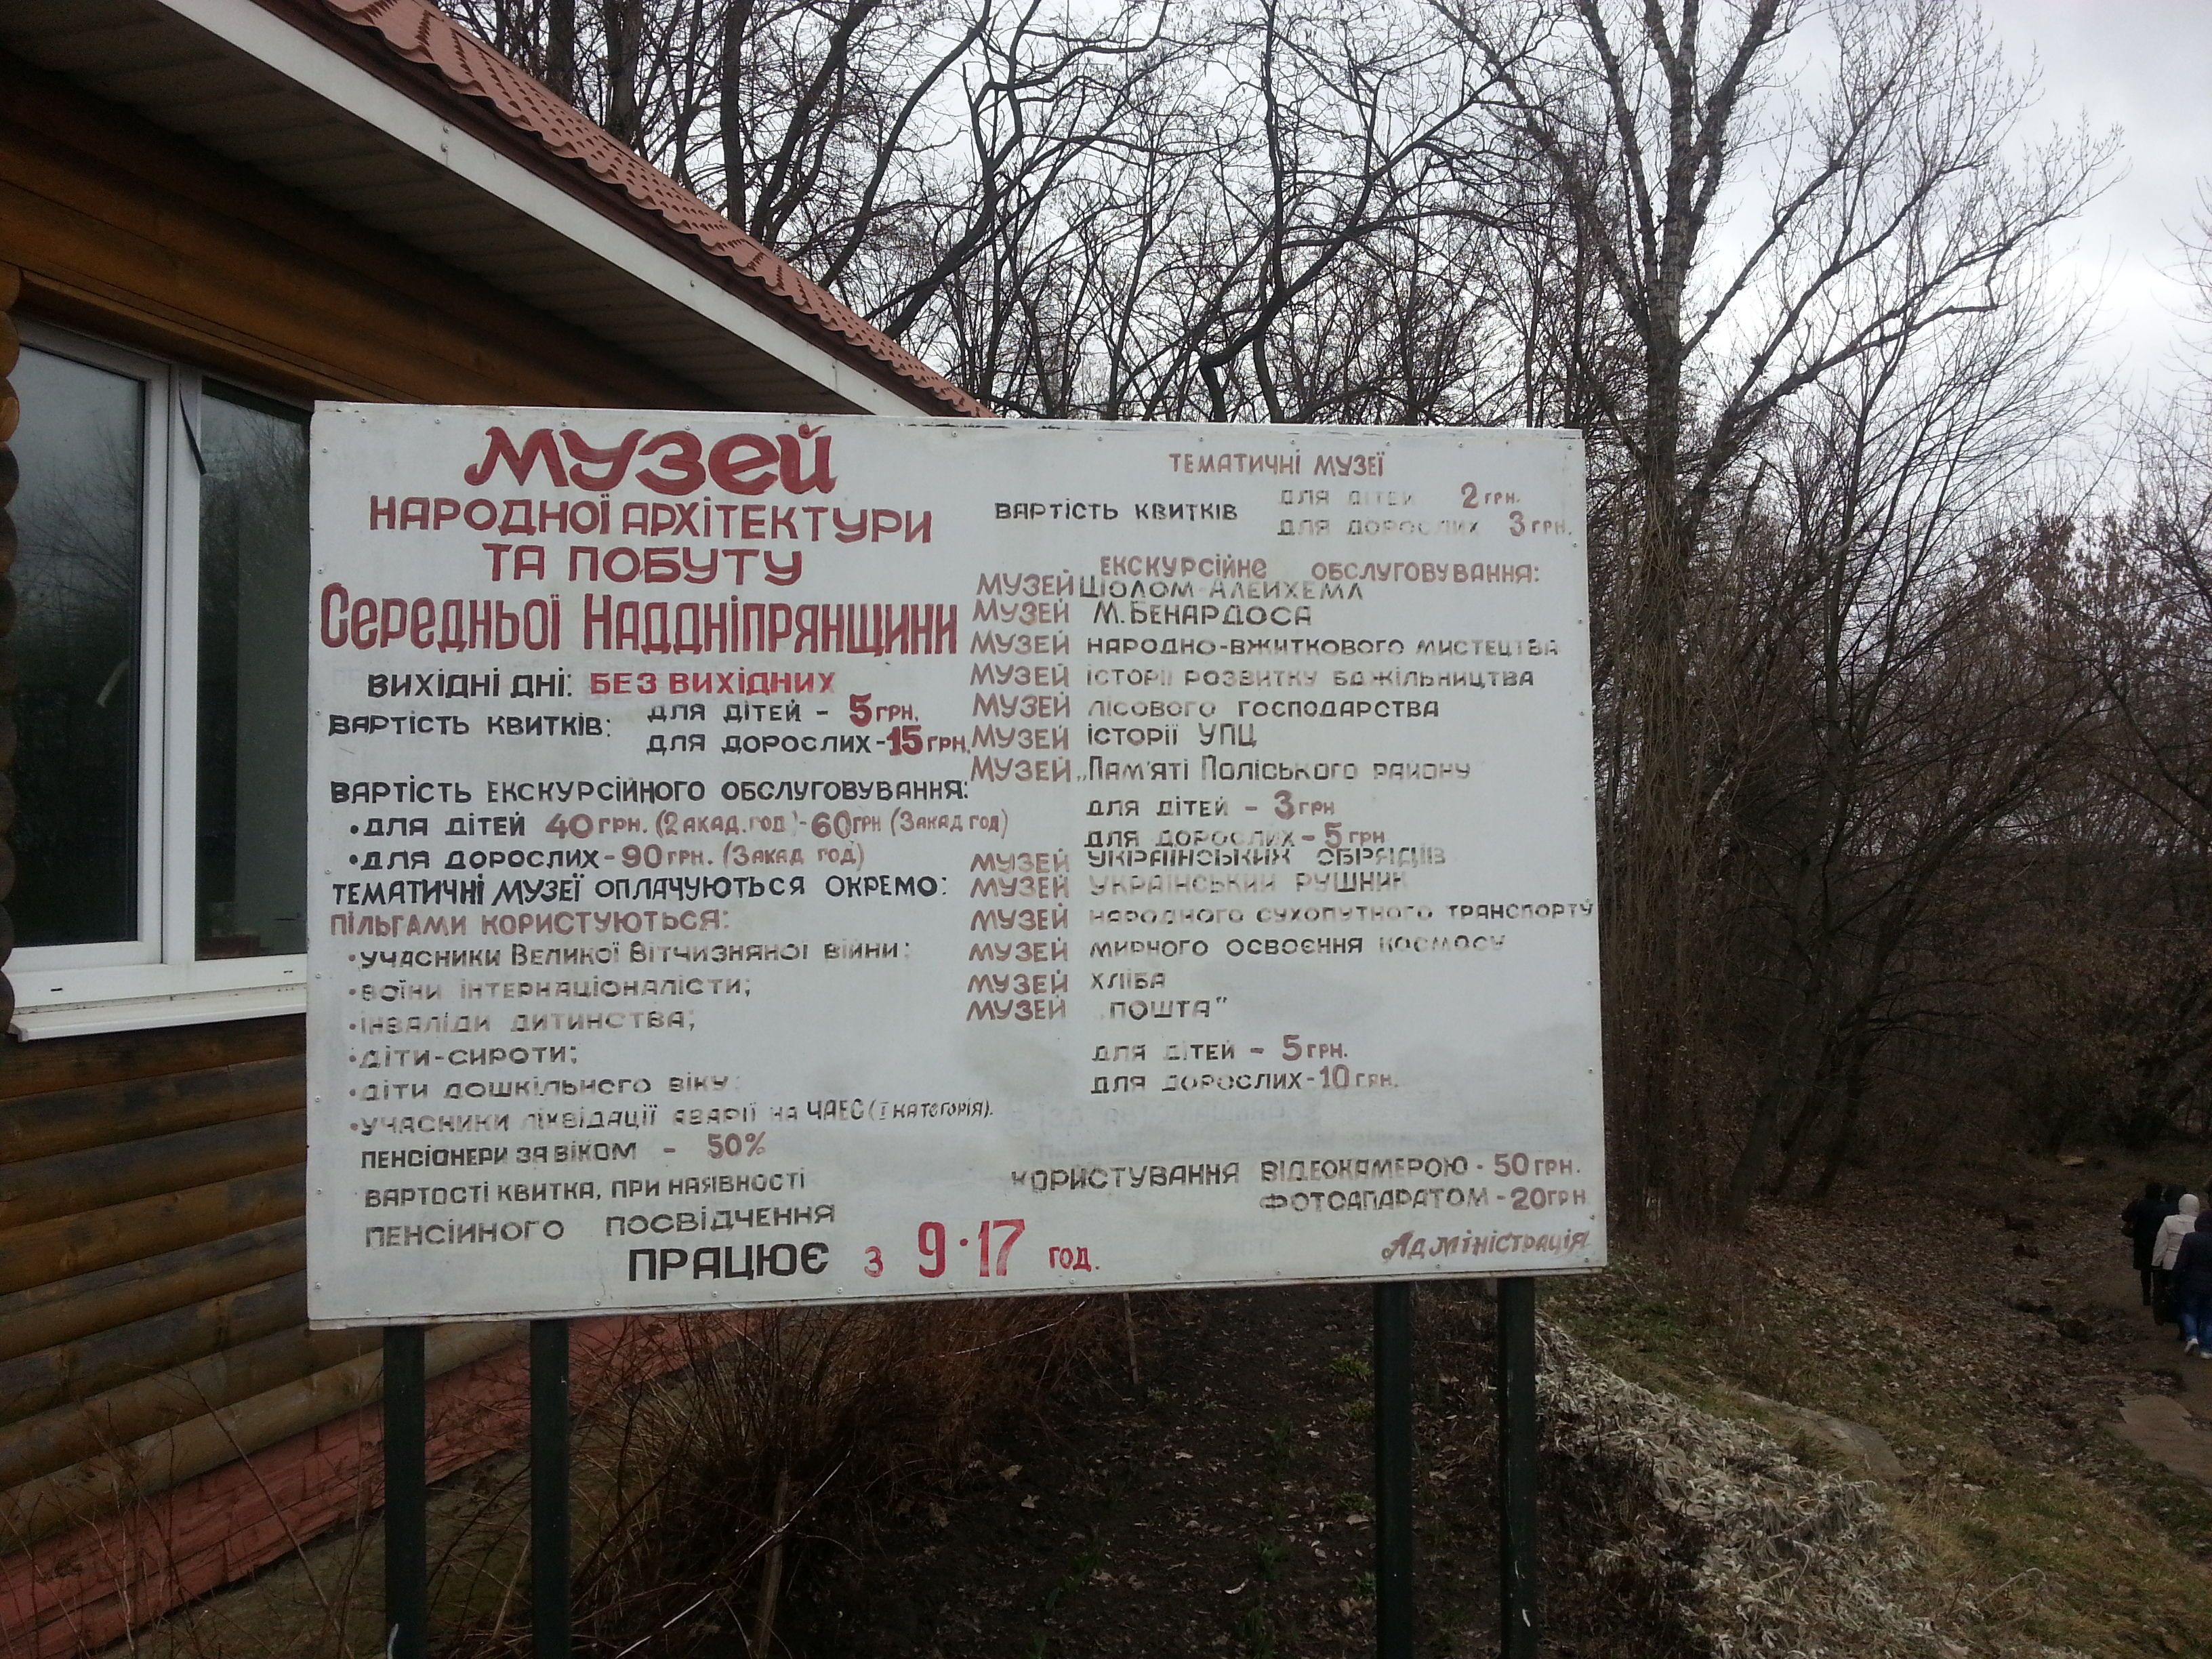 МУЗЕЙ
НАРОДНОЇ АРХІТЕКТУРИ
ТА ПОБУТУ
СЕРЕДНЬОЇ НАДДНІПРЯНЩИНИ
ВИХІДНІ ДНІ: БЕЗ ВИХІДНИХ
ВАРТІСТЬ КВИТКІВ: ДЛЯ ДІТЕЙ - 5 ГРН.
ДЛЯ ДОРОСЛИХ - 15 ГРН.
ВАРТІСТЬ ЕКСКУРСІЙНОГО ОБСЛУГОВУВАННЯ:
• ДЛЯ ДІТЕЙ 40 ГРН. (2 АКАД. ГОД) - 60 ГРН (3 АКАД ГОД)
• ДЛЯ ДОРОСЛИХ - 90 ГРН. (3 АКАД ГОД)
ТЕМАТИЧНІ МУЗЕЇ ОПЛАЧУЮТЬСЯ ОКРЕМО:
ПІЛЬГАМИ КОРИСТУЮТЬСЯ:
• УЧАСНИКИ ВЕЛИКОЇ ВІТЧИЗНЯНОЇ ВІЙНИ;
• ВОЇНИ ІНТЕРНАЦІОНАЛІСТИ;
• ІНВАЛІДИ ДИТИНСТВА;
• ДІТИ-СИРОТИ;
• ДІТИ ДОШКІЛЬНОГО ВІКУ;
• УЧАСНИКИ ЛІКВІДАЦІЇ АВАРІЇ НА ЧАЕС (І КАТЕГОРІЯ).
ПЕНСІОНЕРИ ЗА ВІКОМ - 50%
ВАРТОСТІ КВИТКА, ПРИ НАЯВНОСТІ
ПЕНСІЙНОГО ПОСВІДЧЕННЯ
ПРАЦЮЄ З 9-17 ГОД.
ТЕМАТИЧНІ МУЗЕЇ
ВАРТІСТЬ КВИТКІВ ДЛЯ ДІТЕЙ 2 ГРН.
ДЛЯ ДОРОСЛИХ 3 ГРН.
ЕКСКУРСІЙНЕ ОБСЛУГОВУВАННЯ:
МУЗЕЙ ШОЛОМ-АЛЕЙХЕМА
МУЗЕЙ М. БЕНАРДОСА
МУЗЕЙ НАРОДНО-ВЖИТКОВОГО МИСТЕЦТВА
МУЗЕЙ ІСТОРІЇ РОЗВИТКУ БДЖІЛЬНИЦТВА
МУЗЕЙ ЛІСОВОГО ГОСПОДАРСТВА
МУЗЕЙ ІСТОРІЇ УПЦ
МУЗЕЙ „ПАМ'ЯТІ ПОЛІСЬКОГО РАЙОНУ"
ДЛЯ ДІТЕЙ - 3 ГРН
ДЛЯ ДОРОСЛИХ - 5 ГРН
МУЗЕЙ УКРАЇНСЬКИХ ОБРЯДІВ
МУЗЕЙ УКРАЇНСЬКИЙ РУШНИК
МУЗЕЙ НАРОДНОГО СУХОПУТНОГО ТРАНСПОРТУ
МУЗЕЙ МИРНОГО ОСВОЄННЯ КОСМОСУ
МУЗЕЙ ХЛІБА
МУЗЕЙ „ПОШТА"
ДЛЯ ДІТЕЙ - 5 ГРН.
ДЛЯ ДОРОСЛИХ - 10 ГРН.
КОРИСТУВАННЯ ВІДЕОКАМЕРОЮ - 50 ГРН.
ФОТОАПАРАТОМ - 20 ГРН
АДМІНІСТРАЦІЯ